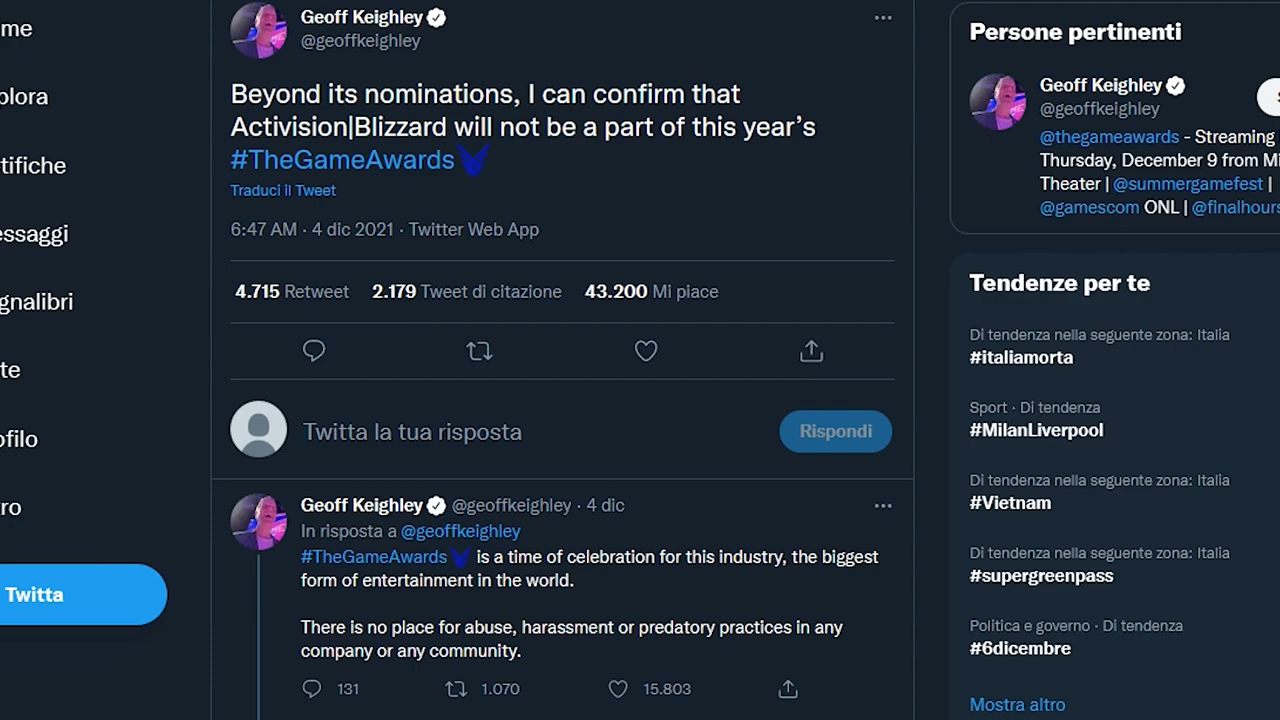 me
plora
tifiche
essaggi
gnalibri
te
ofilo
ro
Twitta
Geoff Keighley
@geoffkeighley
Beyond its nominations, I can confirm that
Activision|Blizzard will not be a part of this year’s
#TheGameAwards
Traduci il Tweet
6:47 AM · 4 dic 2021 · Twitter Web App
4.715 Retweet 2.179 Tweet di citazione 43.200 Mi piace
Twitta la tua risposta
Rispondi
Geoff Keighley @geoffkeighley · 4 dic
In risposta a @geoffkeighley
#TheGameAwards is a time of celebration for this industry, the biggest
form of entertainment in the world.
There is no place for abuse, harassment or predatory practices in any
company or any community.
131 1.070 15.803
Persone pertinenti
Geoff Keighley
@geoffkeighley
@thegameawards - Streaming
Thursday, December 9 from Mi
Theater | @summergamefest |
@gamescom ONL | @finalhours
Tendenze per te
Di tendenza nella seguente zona: Italia
#italiamorta
Sport · Di tendenza
#MilanLiverpool
Di tendenza nella seguente zona: Italia
#Vietnam
Di tendenza nella seguente zona: Italia
#supergreenpass
Politica e governo · Di tendenza
#6dicembre
Mostra altro